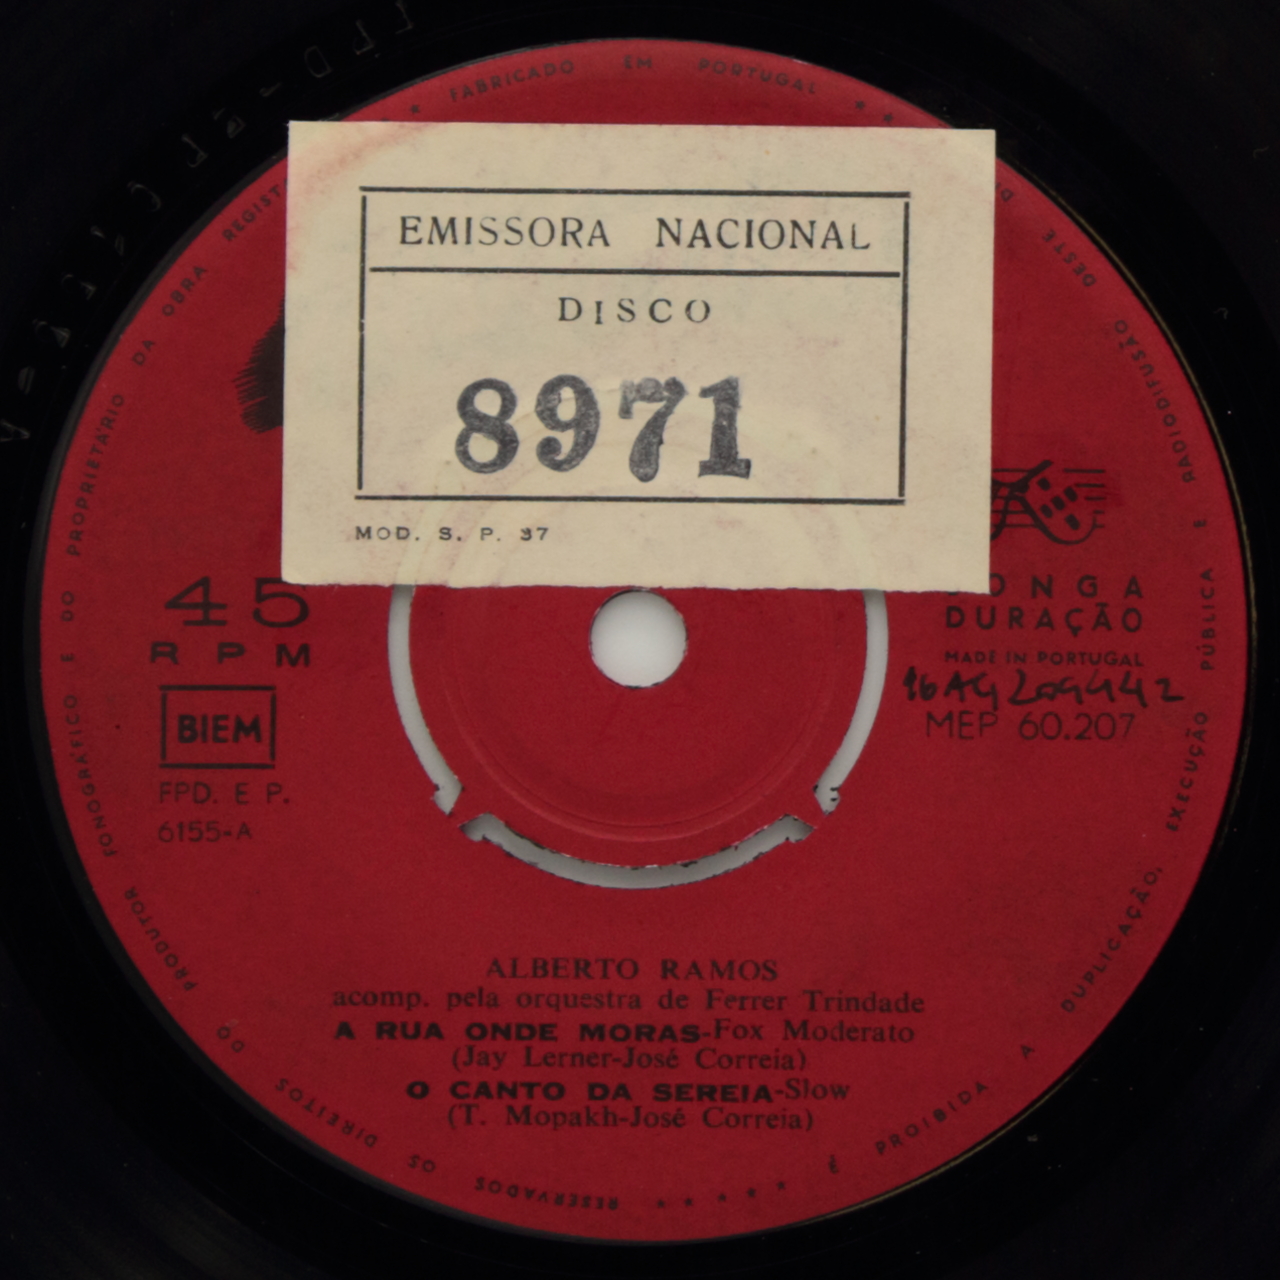 ★ FABRICADO EM PORTUGAL ★ ★
EMISSORA NACIONAL
DISCO
8971
MOD. S. P. 37
45
RPM
BIEM
FPD. E P.
6155-A
DURAÇÃO
MADE IN PORTUGAL
MEP 60.207
ALBERTO RAMOS
acomp. pela orquestra de Ferrer Trindade
A RUA ONDE MORAS-Fox Moderato
(Jay Lerner-José Correia)
O CANTO DA SEREIA-Slow
(T. Mopakh-José Correia)
RESERVADOS OS DIREITOS DO PRODUTOR FONOGRÁFICO E DO PROPRIETÁRIO DA OBRA
★ ★ ★ ★ ★ É PROIBIDA A DUPLICAÇÃO, EXECUÇÃO PÚBLICA E RADIODIFUSÃO DESTE